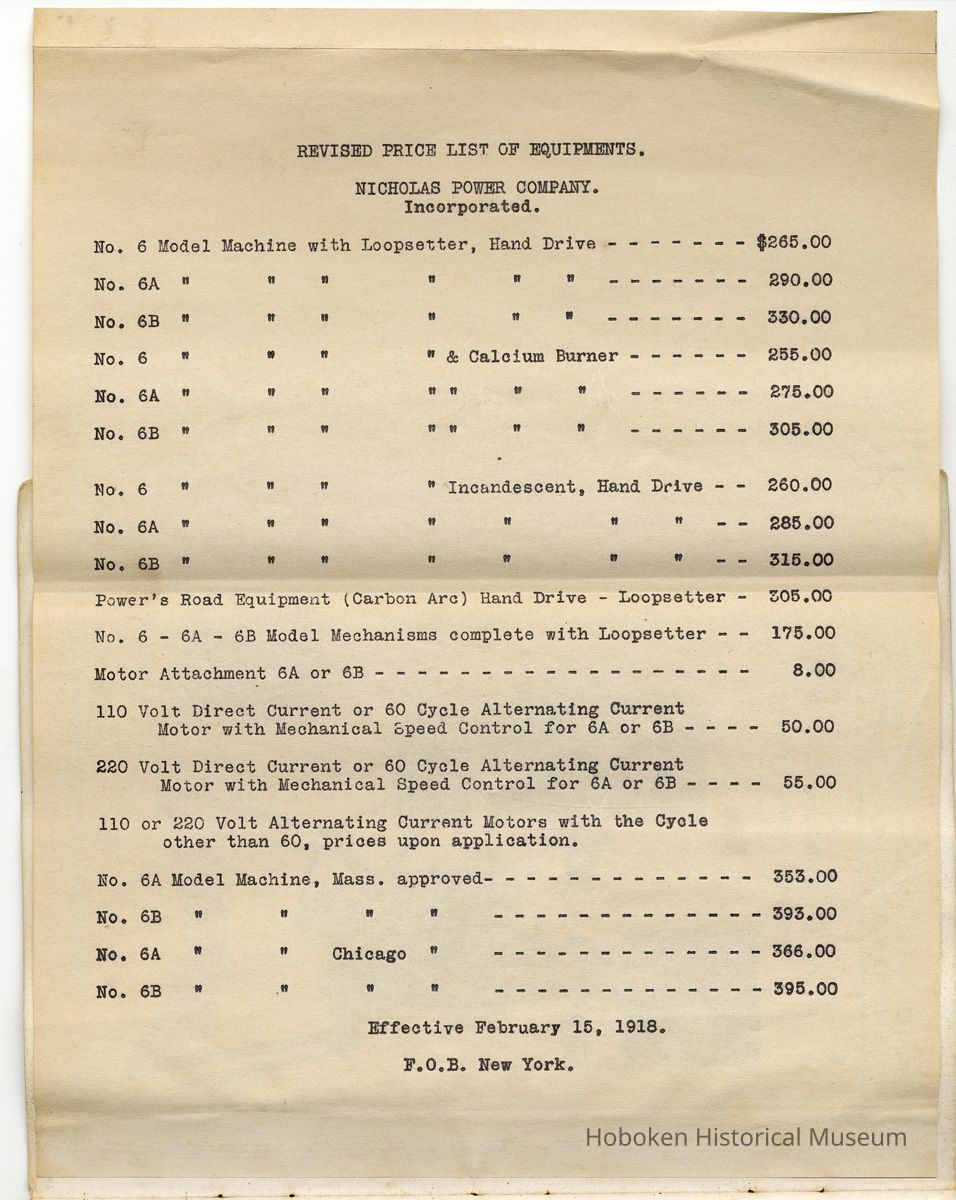 REVISED PRICE LIST OF EQUIPMENTS.
NICHOLAS POWER COMPANY.
Incorporated.
No. 6 Model Machine with Loopsetter, Hand Drive - - - - - - - $265.00
No. 6A " " " " " " - - - - - - - 290.00
No. 6B " " " " " " - - - - - - - 330.00
No. 6 " " " " & Calcium Burner - - - - - - 255.00
No. 6A " " " " " " " - - - - - - 275.00
No. 6B " " " " " " " - - - - - - 305.00
No. 6 " " " " Incandescent, Hand Drive - - 260.00
No. 6A " " " " " " " - - 285.00
No. 6B " " " " " " " - - 315.00
Power's Road Equipment (Carbon Arc) Hand Drive - Loopsetter - 305.00
No. 6 - 6A - 6B Model Mechanisms complete with Loopsetter - - 175.00
Motor Attachment 6A or 6B - - - - - - - - - - - - - - - - - - 8.00
110 Volt Direct Current or 60 Cycle Alternating Current
Motor with Mechanical Speed Control for 6A or 6B - - - - 50.00
220 Volt Direct Current or 60 Cycle Alternating Current
Motor with Mechanical Speed Control for 6A or 6B - - - - 55.00
110 or 220 Volt Alternating Current Motors with the Cycle
other than 60, prices upon application.
No. 6A Model Machine, Mass. approved- - - - - - - - - - - - - 353.00
No. 6B " " " " - - - - - - - - - - - - - 393.00
No. 6A " " Chicago " - - - - - - - - - - - - - 366.00
No. 6B " " " " - - - - - - - - - - - - - 395.00
Effective February 15, 1918.
F.O.B. New York.
Hoboken Historical Museum